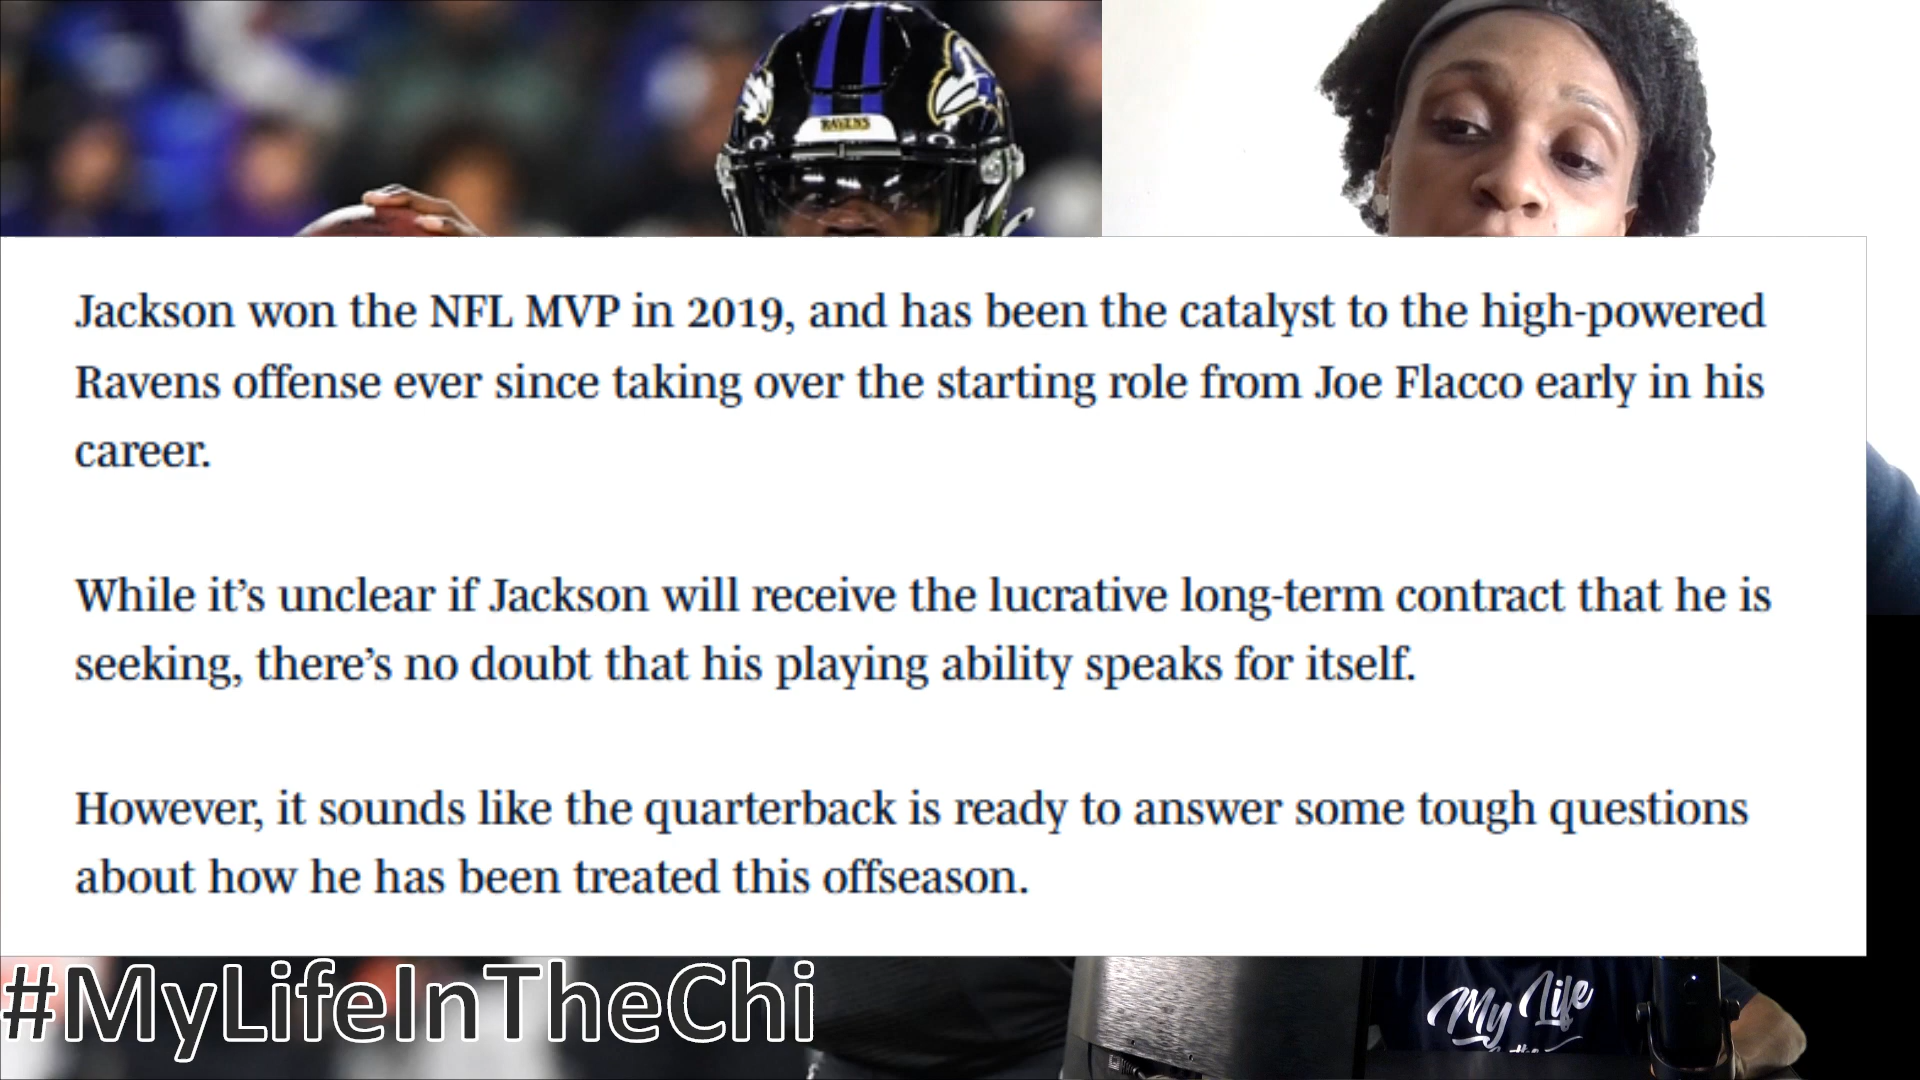 RAVENS
Jackson won the NFL MVP in 2019, and has been the catalyst to the high-powered
Ravens offense ever since taking over the starting role from Joe Flacco early in his
career.
While it’s unclear if Jackson will receive the lucrative long-term contract that he is
seeking, there’s no doubt that his playing ability speaks for itself.
However, it sounds like the quarterback is ready to answer some tough questions
about how he has been treated this offseason.
#MyLifeInTheChi
My Life